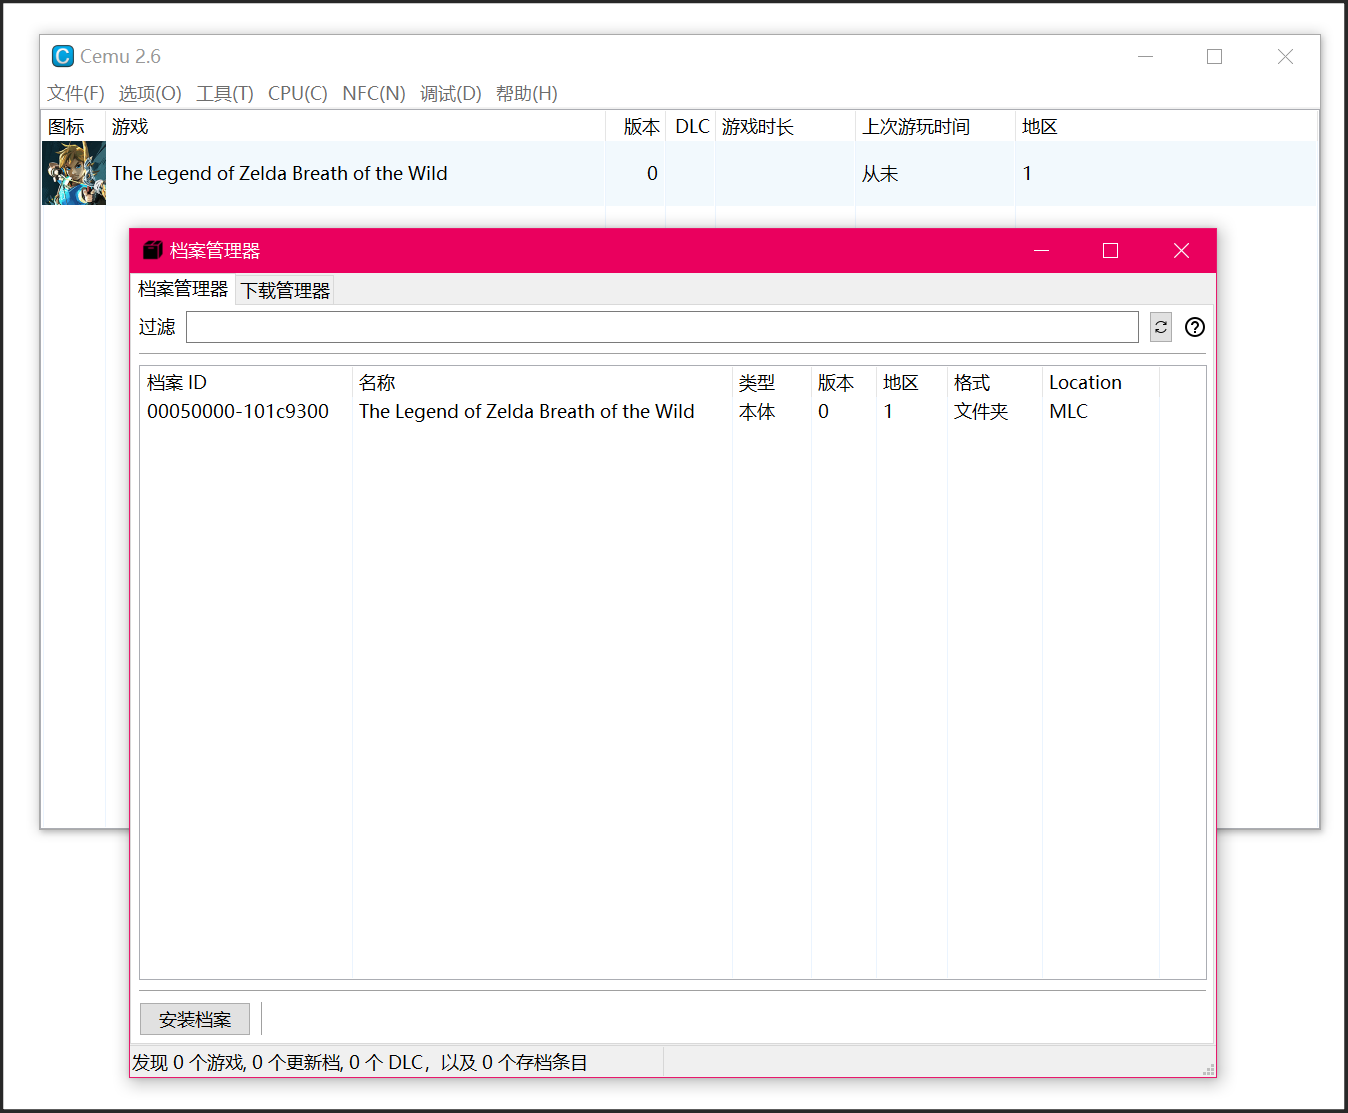 Cemu 2.6
文件(F) 选项(O) 工具(T) CPU(C) NFC(N) 调试(D) 帮助(H)
图标 游戏 版本 DLC 游戏时长 上次游玩时间 地区
The Legend of Zelda Breath of the Wild 0 从未 1
档案管理器
档案管理器 下载管理器
过滤
档案 ID 名称 类型 版本 地区 格式 Location
00050000-101c9300 The Legend of Zelda Breath of the Wild 本体 0 1 文件夹 MLC
安装档案
发现 0 个游戏, 0 个更新档, 0 个 DLC，以及 0 个存档条目